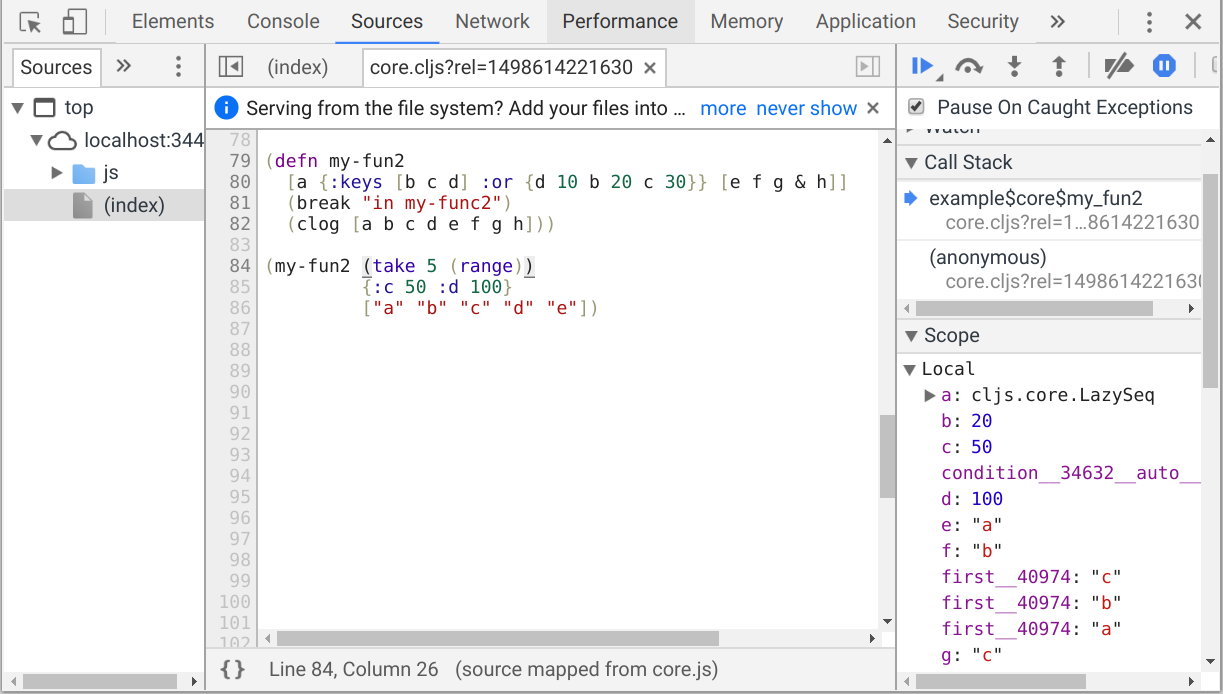 Elements Console Sources Network Performance Memory Application Security »
Sources »
(index) core.cljs?rel=1498614221630 ×
top
localhost:344
js
(index)
Serving from the file system? Add your files into ... more never show ×
78
79 (defn my-fun2
80 [a {:keys [b c d] :or {d 10 b 20 c 30}} [e f g & h]]
81 (break "in my-func2")
82 (clog [a b c d e f g h]))
83
84 (my-fun2 (take 5 (range))
85 {:c 50 :d 100}
86 ["a" "b" "c" "d" "e"])
87
88
89
90
91
92
93
94
95
96
97
98
99
100
101
102
{} Line 84, Column 26 (source mapped from core.js)
Pause On Caught Exceptions
Watch
Call Stack
example$core$my_fun2
core.cljs?rel=1…8614221630
(anonymous)
core.cljs?rel=149861422163
Scope
Local
a: cljs.core.LazySeq
b: 20
c: 50
condition__34632__auto__
d: 100
e: "a"
f: "b"
first__40974: "c"
first__40974: "b"
first__40974: "a"
g: "c"